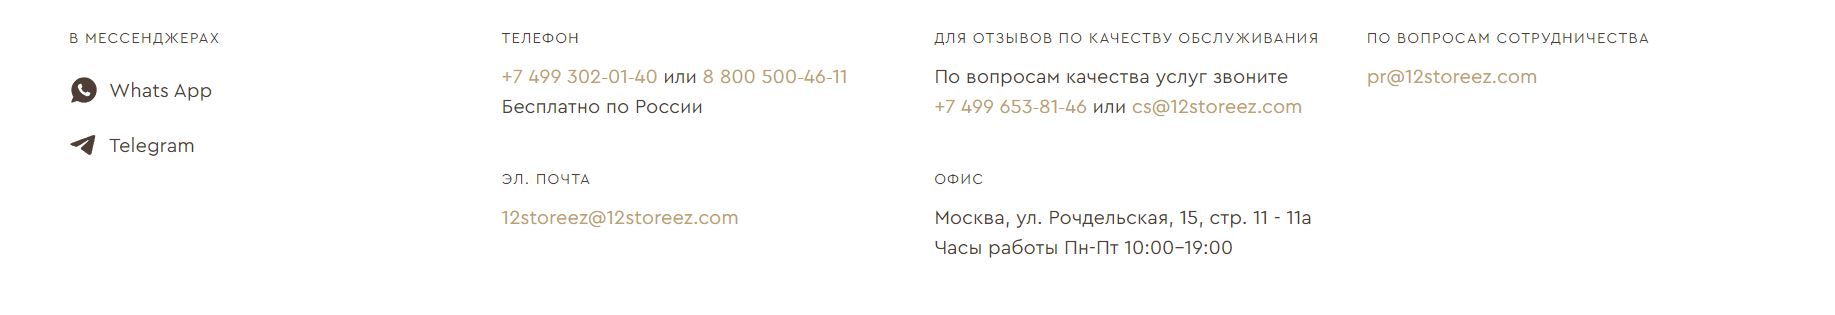 В МЕССЕНДЖЕРАХ
Whats App
Telegram
ТЕЛЕФОН
+7 499 302-01-40 или 8 800 500-46-11
Бесплатно по России
ЭЛ. ПОЧТА
12storeez@12storeez.com
ДЛЯ ОТЗЫВОВ ПО КАЧЕСТВУ ОБСЛУЖИВАНИЯ
По вопросам качества услуг звоните
+7 499 653-81-46 или cs@12storeez.com
ОФИС
Москва, ул. Рочдельская, 15, стр. 11 - 11а
Часы работы Пн-Пт 10:00–19:00
ПО ВОПРОСАМ СОТРУДНИЧЕСТВА
pr@12storeez.com